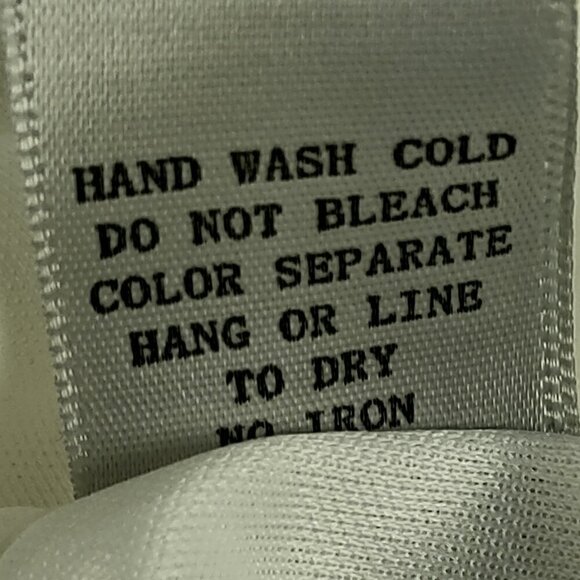 HAND WASH COLD
DO NOT BLEACH
COLOR SEPARATE
HANG OR LINE
TO DRY
NO IRON